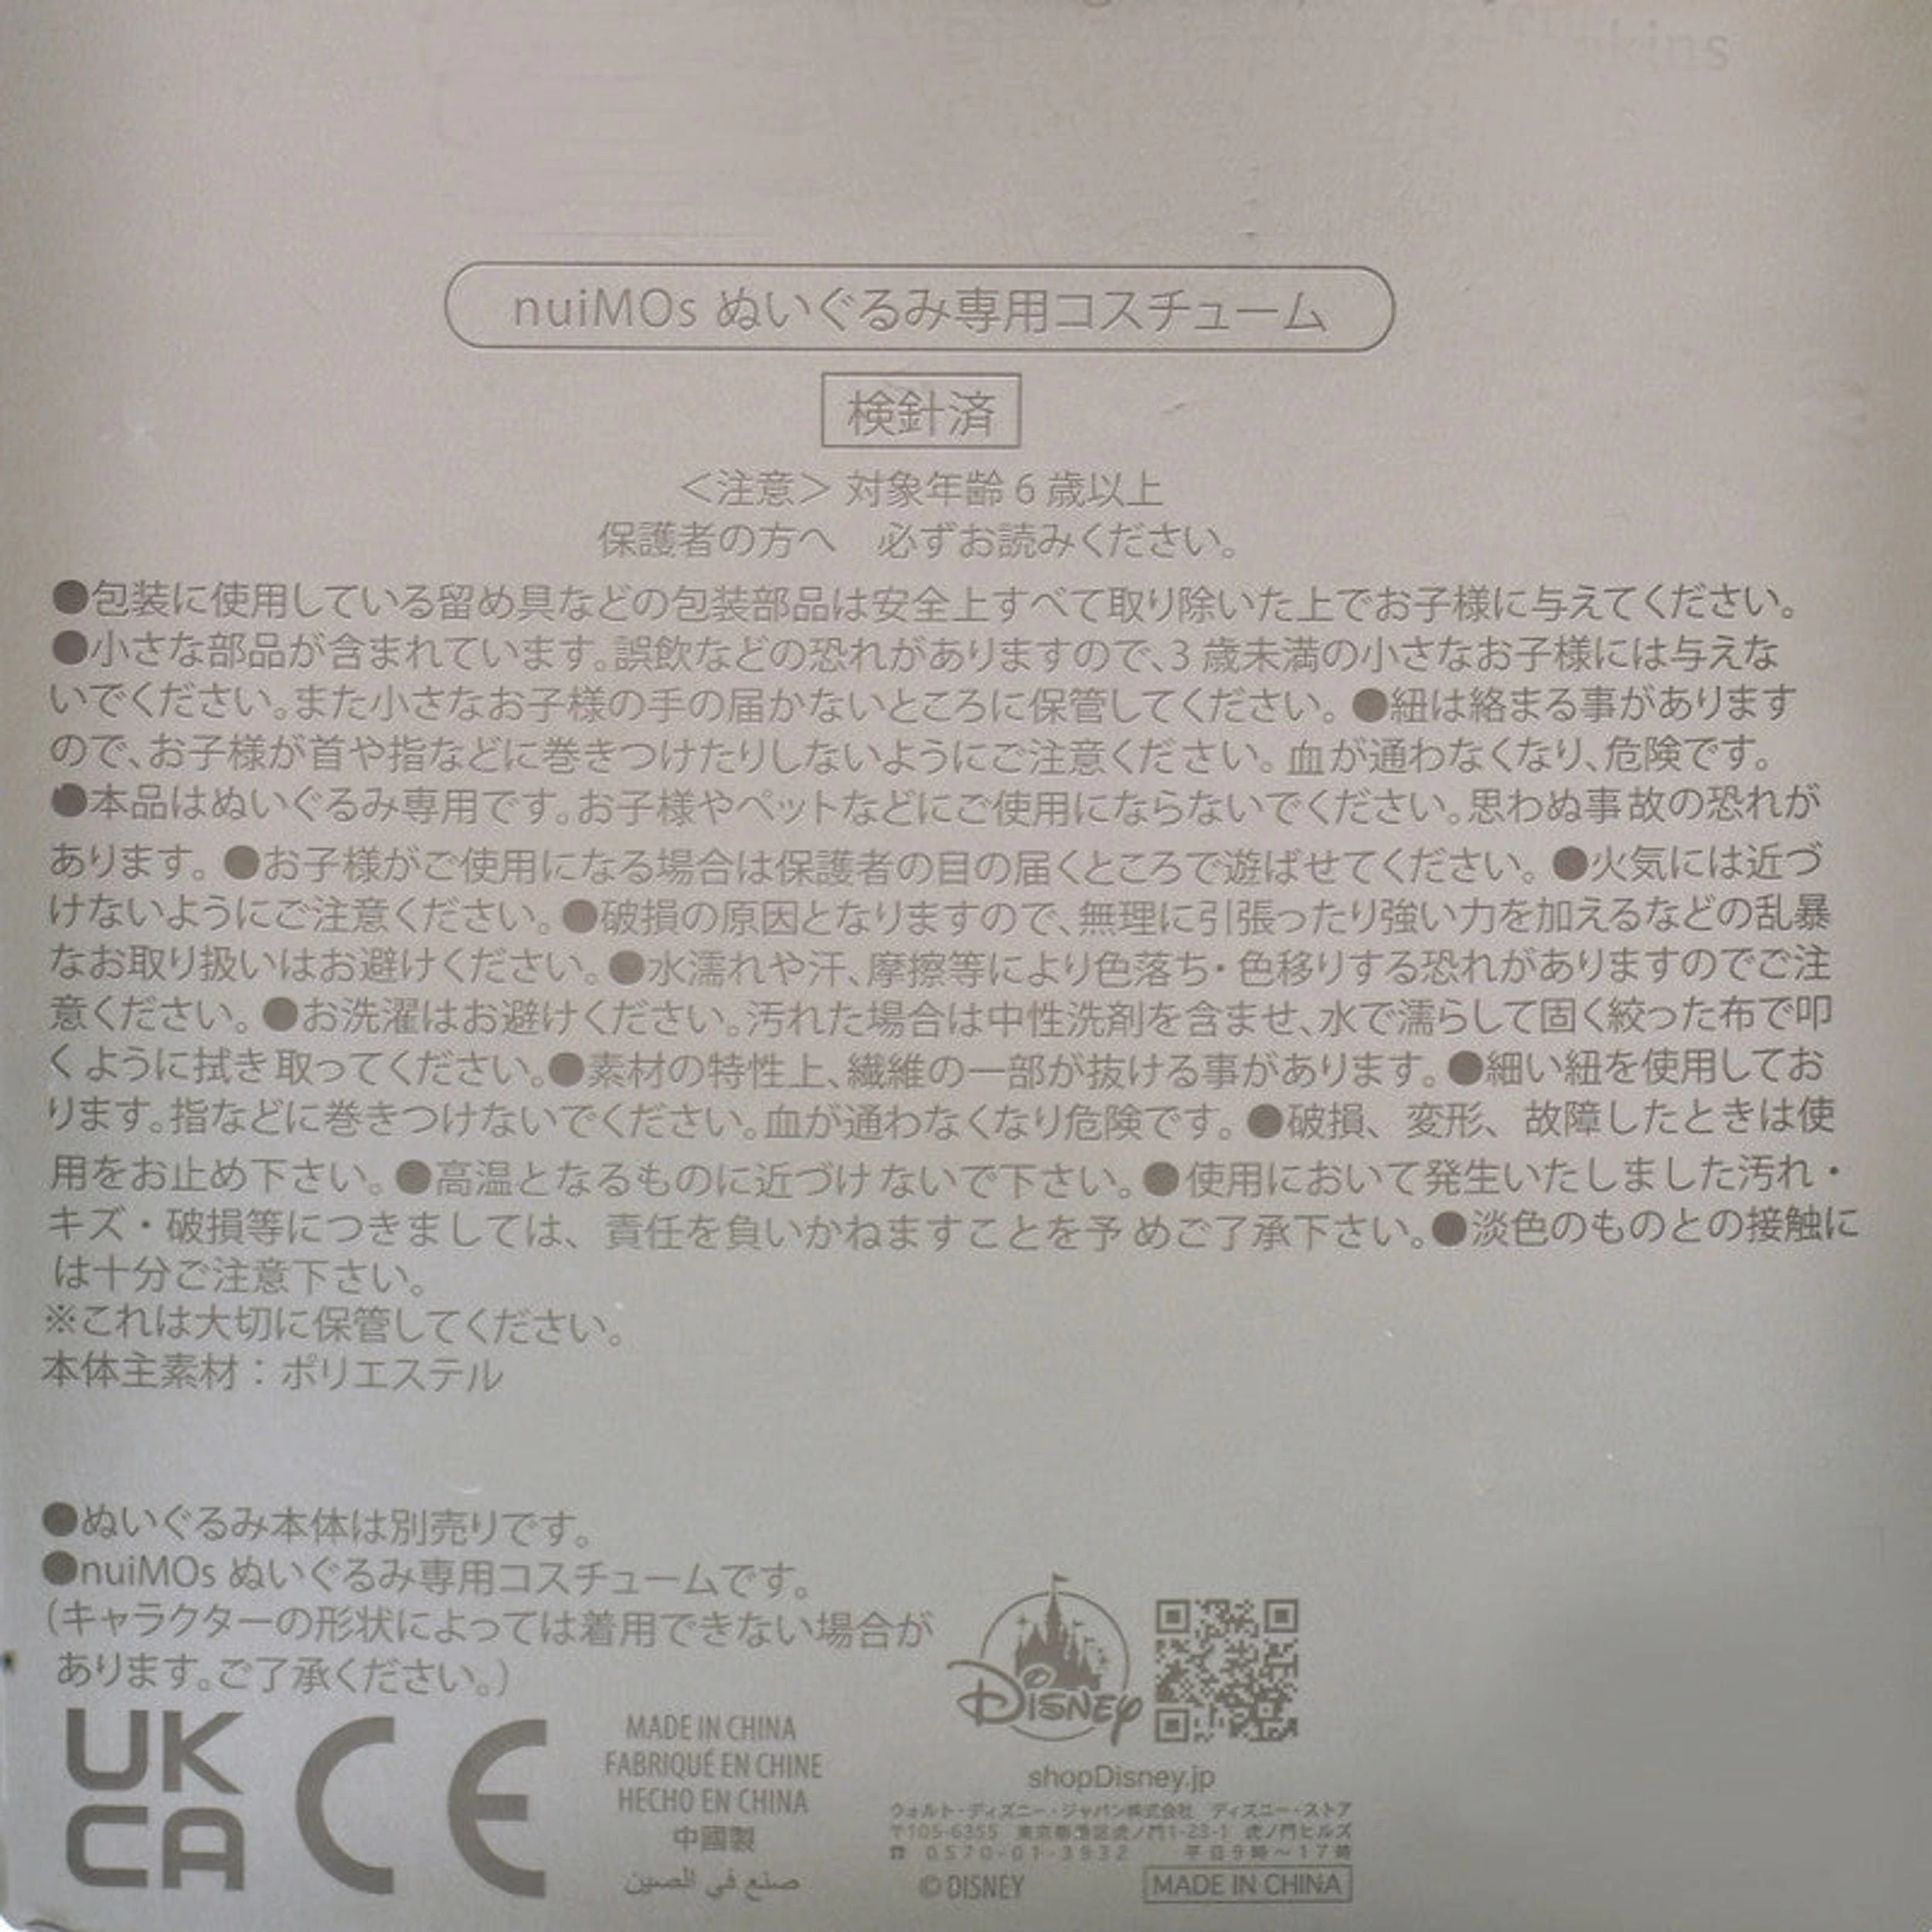 kins
nuiMOs ぬいぐるみ専用コスチューム
検針済
＜注意＞対象年齢 6 歳以上
保護者の方へ　必ずお読みください。
●包装に使用している留め具などの包装部品は安全上すべて取り除いた上でお子様に与えてください。
●小さな部品が含まれています。誤飲などの恐れがありますので、3 歳未満の小さなお子様には与えな
いでください。また小さなお子様の手の届かないところに保管してください。●紐は絡まる事があります
ので、お子様が首や指などに巻きつけたりしないようにご注意ください。血が通わなくなり、危険です。
●本品はぬいぐるみ専用です。お子様やペットなどにご使用にならないでください。思わぬ事故の恐れが
あります。●お子様がご使用になる場合は保護者の目の届くところで遊ばせてください。●火気には近づ
けないようにご注意ください。●破損の原因となりますので、無理に引張ったり強い力を加えるなどの乱暴
なお取り扱いはお避けください。●水濡れや汗、摩擦等により色落ち・色移りする恐れがありますのでご注
意ください。●お洗濯はお避けください。汚れた場合は中性洗剤を含ませ、水で濡らして固く絞った布で叩
くように拭き取ってください。●素材の特性上、繊維の一部が抜ける事があります。●細い紐を使用してお
ります。指などに巻きつけないでください。血が通わなくなり危険です。●破損、変形、故障したときは使
用をお止め下さい。●高温となるものに近づけないで下さい。●使用において発生いたしました汚れ・
キズ・破損等につきましては、責任を負いかねますことを予めご了承下さい。●淡色のものとの接触に
は十分ご注意下さい。
※これは大切に保管してください。
本体主素材：ポリエステル
●ぬいぐるみ本体は別売りです。
●nuiMOs ぬいぐるみ専用コスチュームです。
（キャラクターの形状によっては着用できない場合が
あります。ご了承ください。）
UK
CA
CE
MADE IN CHINA
FABRIQUÉ EN CHINE
HECHO EN CHINA
中國製
صنع في الصين
DISNEY
shopDisney.jp
ウォルト・ディズニー・ジャパン株式会社　ディズニー・ストア
〒105-6355　東京都港区虎ノ門1-23-1　虎ノ門ヒルズ
☎ 0570-01-3932　平日9時～17時
© DISNEY
MADE IN CHINA